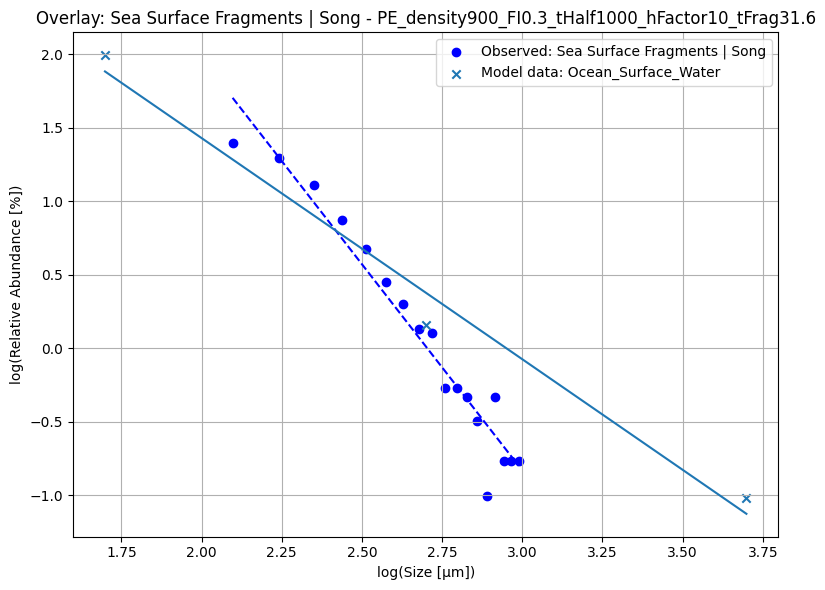 Overlay: Sea Surface Fragments | Song - PE_density900_FI0.3_tHalf1000_hFactor10_tFrag31.6
Observed: Sea Surface Fragments | Song
Model data: Ocean_Surface_Water
log(Relative Abundance [%])
2.0
1.5
1.0
0.5
0.0
−0.5
−1.0
1.75 2.00 2.25 2.50 2.75 3.00 3.25 3.50 3.75
log(Size [μm])